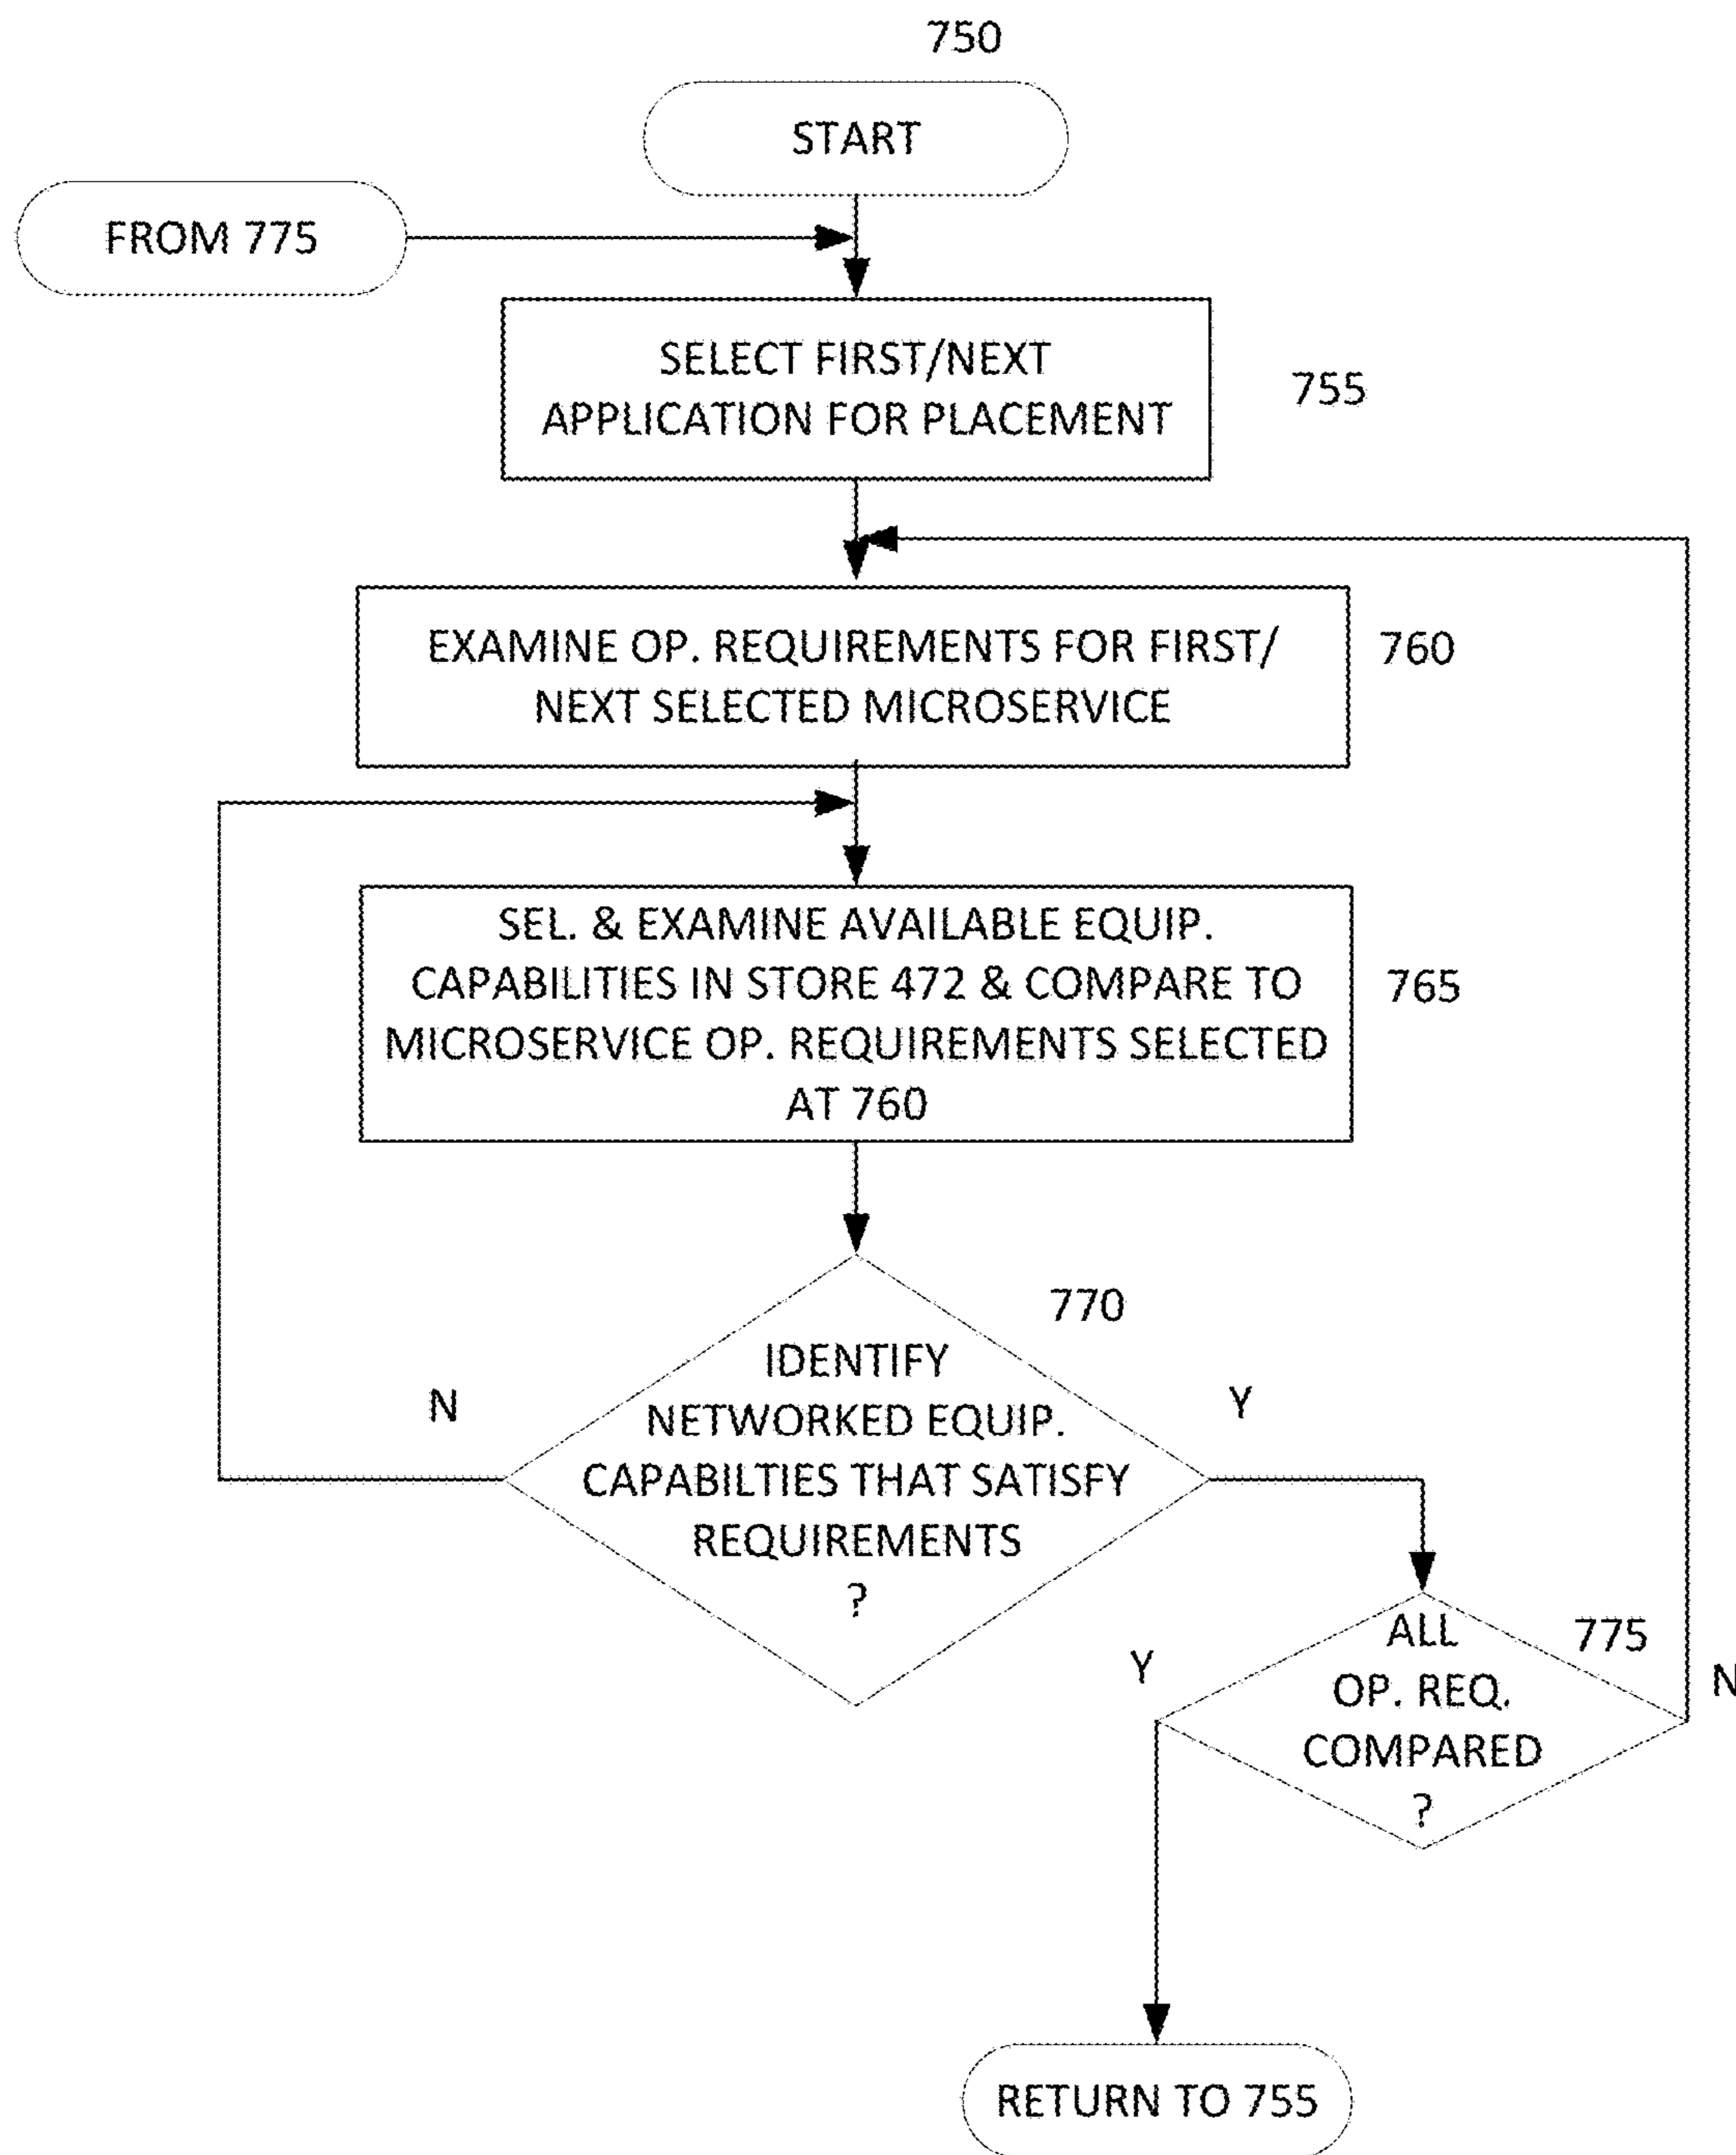 750
START
FROM 775
SELECT FIRST/NEXT
APPLICATION FOR PLACEMENT
755
EXAMINE OP. REQUIREMENTS FOR FIRST/
NEXT SELECTED MICROSERVICE
760
SEL. & EXAMINE AVAILABLE EQUIP.
CAPABILITIES IN STORE 472 & COMPARE TO
MICROSERVICE OP. REQUIREMENTS SELECTED
AT 760
765
770
IDENTIFY
NETWORKED EQUIP.
CAPABILTIES THAT SATISFY
REQUIREMENTS
?
N
Y
775
ALL
OP. REQ.
COMPARED
?
Y
N
RETURN TO 755